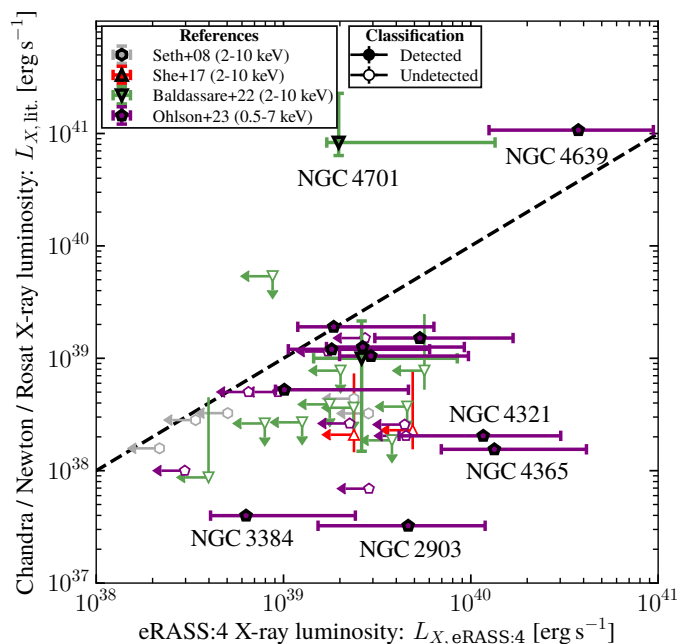 References
Seth+08 (2-10 keV)
She+17 (2-10 keV)
Baldassare+22 (2-10 keV)
Ohlson+23 (0.5-7 keV)
Classification
Detected
Undetected
Chandra / Newton / Rosat X-ray luminosity: L_{X, lit.} [erg s^{-1}]
10^{41}
10^{40}
10^{39}
10^{38}
10^{37}
NGC 4701
NGC 4639
NGC 4321
NGC 4365
NGC 3384
NGC 2903
10^{38}
10^{39}
10^{40}
10^{41}
eRASS:4 X-ray luminosity: L_{X, eRASS:4} [erg s^{-1}]